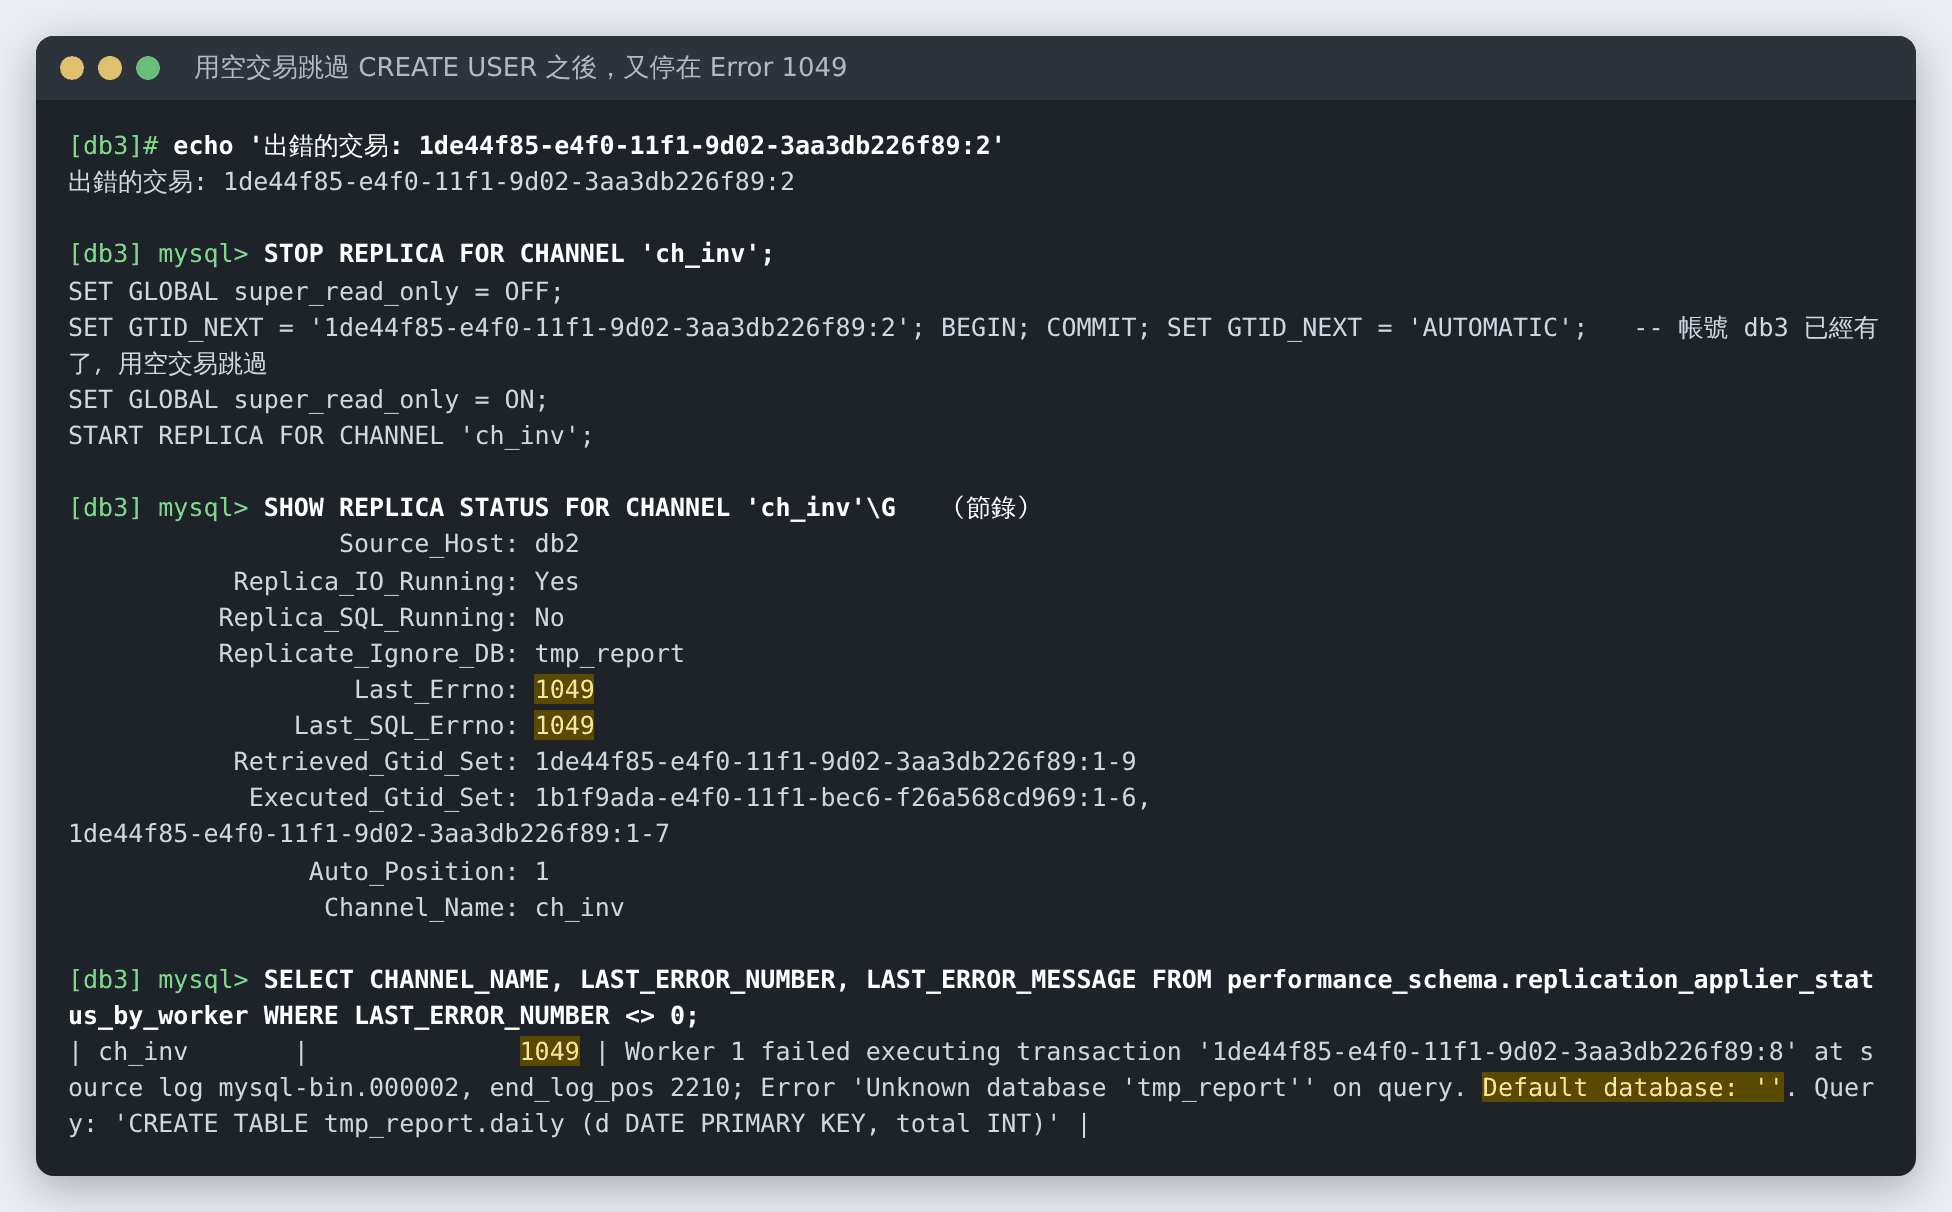 用空交易跳過 CREATE USER 之後，又停在 Error 1049
[db3]# echo '出錯的交易: 1de44f85-e4f0-11f1-9d02-3aa3db226f89:2'
出錯的交易: 1de44f85-e4f0-11f1-9d02-3aa3db226f89:2
[db3] mysql> STOP REPLICA FOR CHANNEL 'ch_inv';
SET GLOBAL super_read_only = OFF;
SET GTID_NEXT = '1de44f85-e4f0-11f1-9d02-3aa3db226f89:2'; BEGIN; COMMIT; SET GTID_NEXT = 'AUTOMATIC';   -- 帳號 db3 已經有
了, 用空交易跳過
SET GLOBAL super_read_only = ON;
START REPLICA FOR CHANNEL 'ch_inv';
[db3] mysql> SHOW REPLICA STATUS FOR CHANNEL 'ch_inv'\G   （節錄）
Source_Host: db2
Replica_IO_Running: Yes
Replica_SQL_Running: No
Replicate_Ignore_DB: tmp_report
Last_Errno: 1049
Last_SQL_Errno: 1049
Retrieved_Gtid_Set: 1de44f85-e4f0-11f1-9d02-3aa3db226f89:1-9
Executed_Gtid_Set: 1b1f9ada-e4f0-11f1-bec6-f26a568cd969:1-6,
1de44f85-e4f0-11f1-9d02-3aa3db226f89:1-7
Auto_Position: 1
Channel_Name: ch_inv
[db3] mysql> SELECT CHANNEL_NAME, LAST_ERROR_NUMBER, LAST_ERROR_MESSAGE FROM performance_schema.replication_applier_stat
us_by_worker WHERE LAST_ERROR_NUMBER <> 0;
| ch_inv       |              1049 | Worker 1 failed executing transaction '1de44f85-e4f0-11f1-9d02-3aa3db226f89:8' at s
ource log mysql-bin.000002, end_log_pos 2210; Error 'Unknown database 'tmp_report'' on query. Default database: ''. Quer
y: 'CREATE TABLE tmp_report.daily (d DATE PRIMARY KEY, total INT)' |